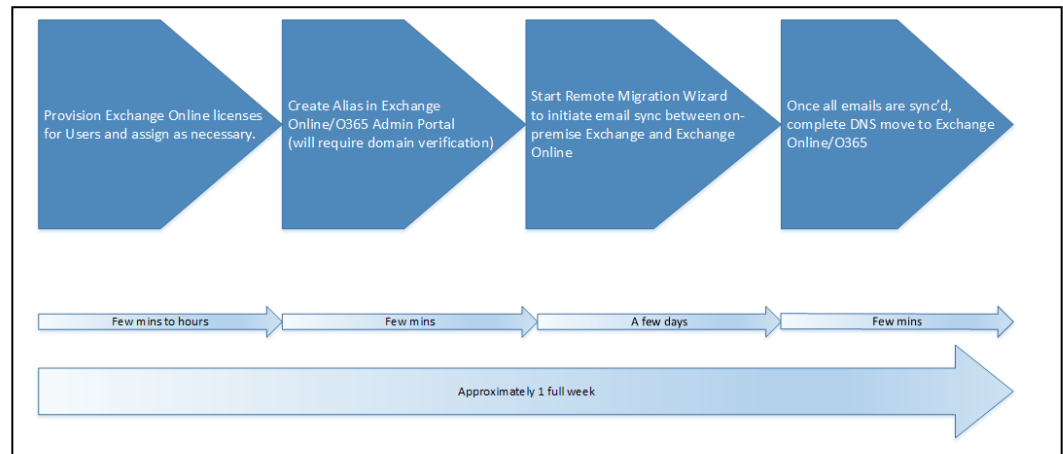 Provision Exchange Online licenses
for Users and assign as necessary.
Create Alias in Exchange
Online/O365 Admin Portal
(will require domain verification)
Start Remote Migration Wizard
to initiate email sync between on-
premise Exchange and Exchange
Online
Once all emails are sync'd,
complete DNS move to Exchange
Online/O365
Few mins to hours
Few mins
A few days
Few mins
Approximately 1 full week